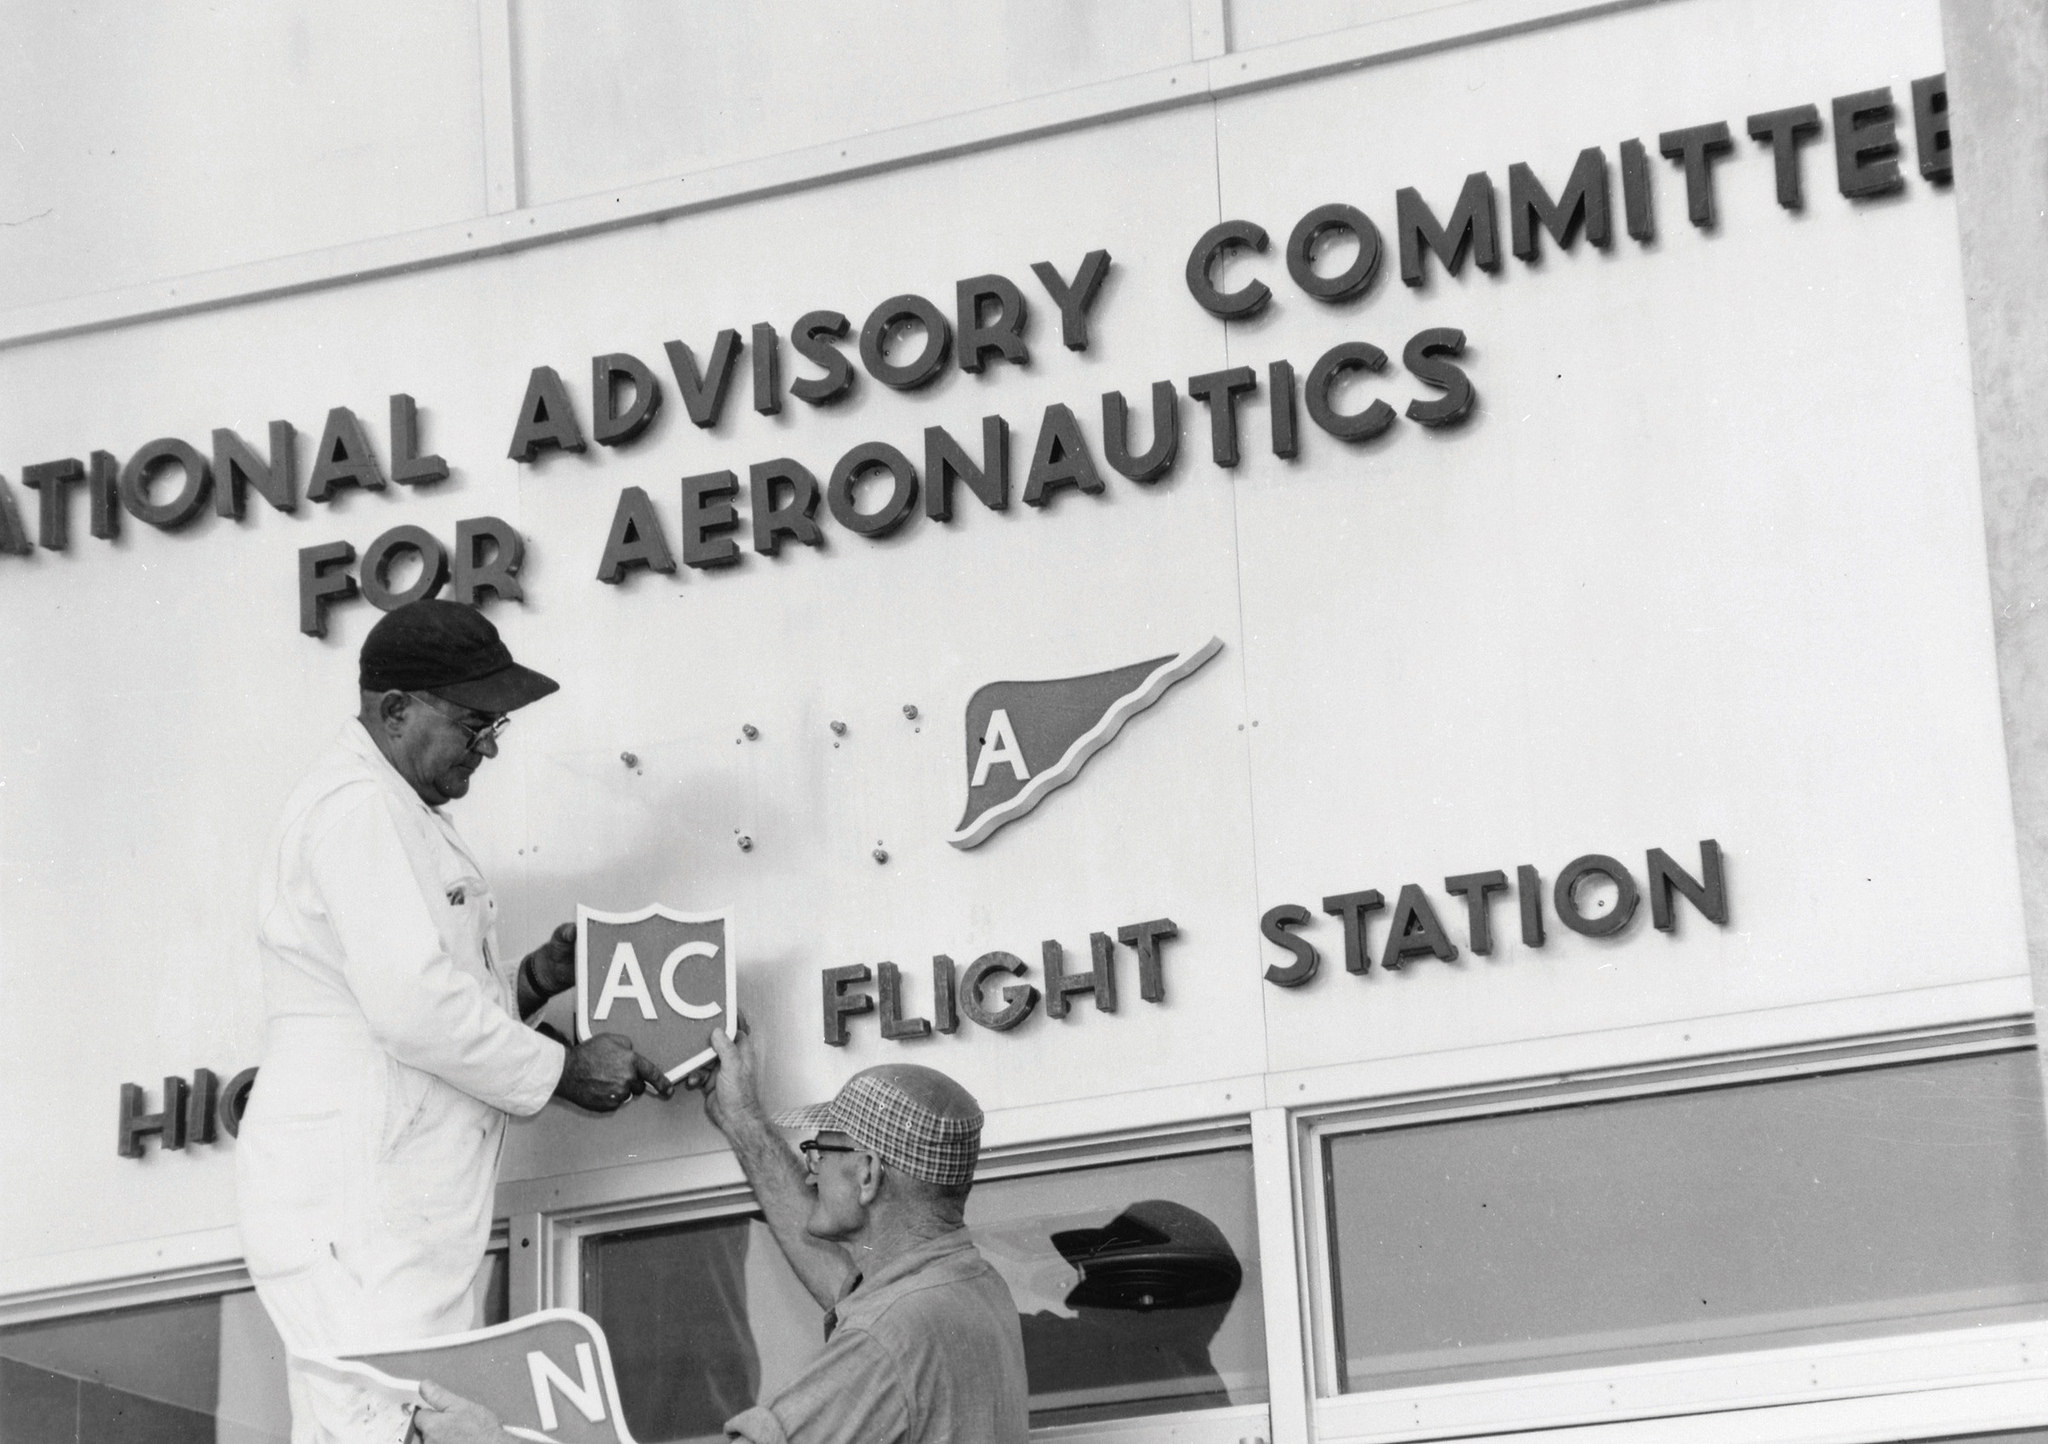 ATIONAL ADVISORY COMMITTEE
FOR AERONAUTICS
A
AC
HIG FLIGHT STATION
N